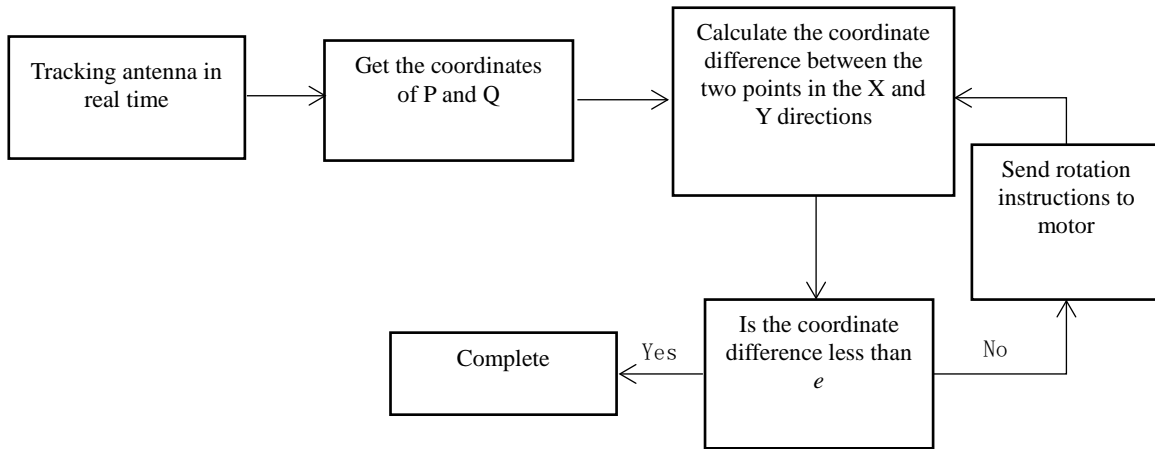 Tracking antenna in
real time
Get the coordinates
of P and Q
Calculate the coordinate
difference between the
two points in the X and
Y directions
Send rotation
instructions to
motor
Is the coordinate
difference less than
e
Yes
No
Complete